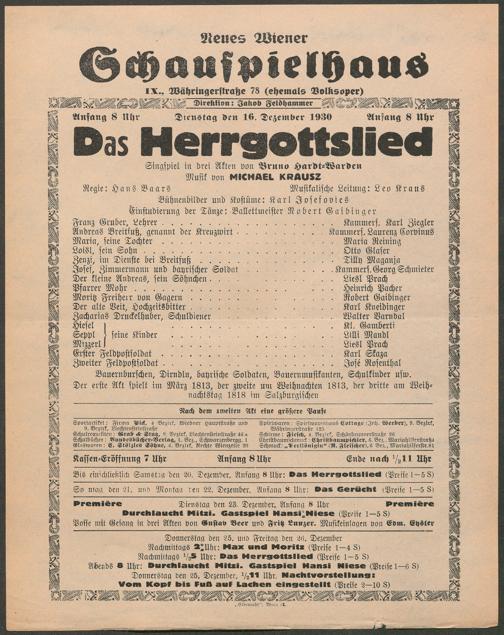 Neues Wiener
Schauspielhaus
IX., Währingerstraße 78 (ehemals Volksoper)
Direktion: Jakob Feldhammer
Anfang 8 Uhr Dienstag den 16. Dezember 1930 Anfang 8 Uhr
Das Herrgottslied
Singspiel in drei Akten von Bruno Hardt-Warden
Musik von MICHAEL KRAUSZ
Regie: Hans Baars Musikalische Leitung: Leo Kraus
Bühnenbilder und Kostüme: Karl Josefovics
Einstudierung der Tänze: Ballettmeister Robert Gaibinger
Franz Gruber, Lehrer Kammers. Karl Ziegler
Andreas Breitfuß, genannt der Kreuzwirt Kammers. Laurenz Corvinus
Maria, seine Tochter Maria Reining
Loisl, sein Sohn Otto Glaser
Zenzi, im Dienste bei Breitfuß Tilly Maganja
Josef, Zimmermann und bayrischer Soldat Kammers. Georg Schmieter
Der kleine Andreas, sein Söhnchen Liesl Prach
Pfarrer Mohr Heinrich Pacher
Moritz Freiherr von Gagern Robert Gaibinger
Der alte Veit, Hochzeitsbitter Karl Kneidinger
Zacharias Druckelhuber, Schuldiener Walter Varndal
Hiesel Kl. Gamberti
Seppl seine Kinder Lilli Mandl
Mirzerl Liesl Prach
Erster Feldpostsoldat Karl Skaza
Zweiter Feldpostsoldat José Rosenthal
Bauernburschen, Dirndln, bayrische Soldaten, Bauernmusikanten, Schulkinder usw.
Der erste Akt spielt im März 1813, der zweite um Weihnachten 1813, der dritte am Weih-
nachtstag 1818 im Salzburgischen
Nach dem zweiten Akt eine größere Pause
Kassen-Eröffnung 7 Uhr Anfang 8 Uhr Ende nach 1/2 11 Uhr
Bis einschließlich Samstag den 20. Dezember, Anfang 8 Uhr: Das Herrgottslied (Preise 1–5 S)
Sonntag den 21. und Montag den 22. Dezember, Anfang 8 Uhr: Das Gerücht (Preise 1–5 S)
Première Dienstag den 23. Dezember, Anfang 8 Uhr Première
Durchlaucht Mitzi. Gastspiel Hansi Niese (Preise 1–6 S)
Posse mit Gesang in drei Akten von Gustav Beer und Fritz Lunzer. Musikeinlagen von Edm. Eysler
Donnerstag den 25. und Freitag den 26. Dezember
Nachmittags Uhr: Max und Moritz (Preise 1–4 S)
Nachmittags 1/2 5 Uhr: Das Herrgottslied (Preise 1–5 S)
Abends 8 Uhr: Durchlaucht Mitzi. Gastspiel Hansi Niese (Preise 1–6 S)
Donnerstag den 25. Dezember, 1/2 11 Uhr: Nachtvorstellung:
Vom Kopf bis Fuß auf Lachen eingestellt (Preise 2–10 S)